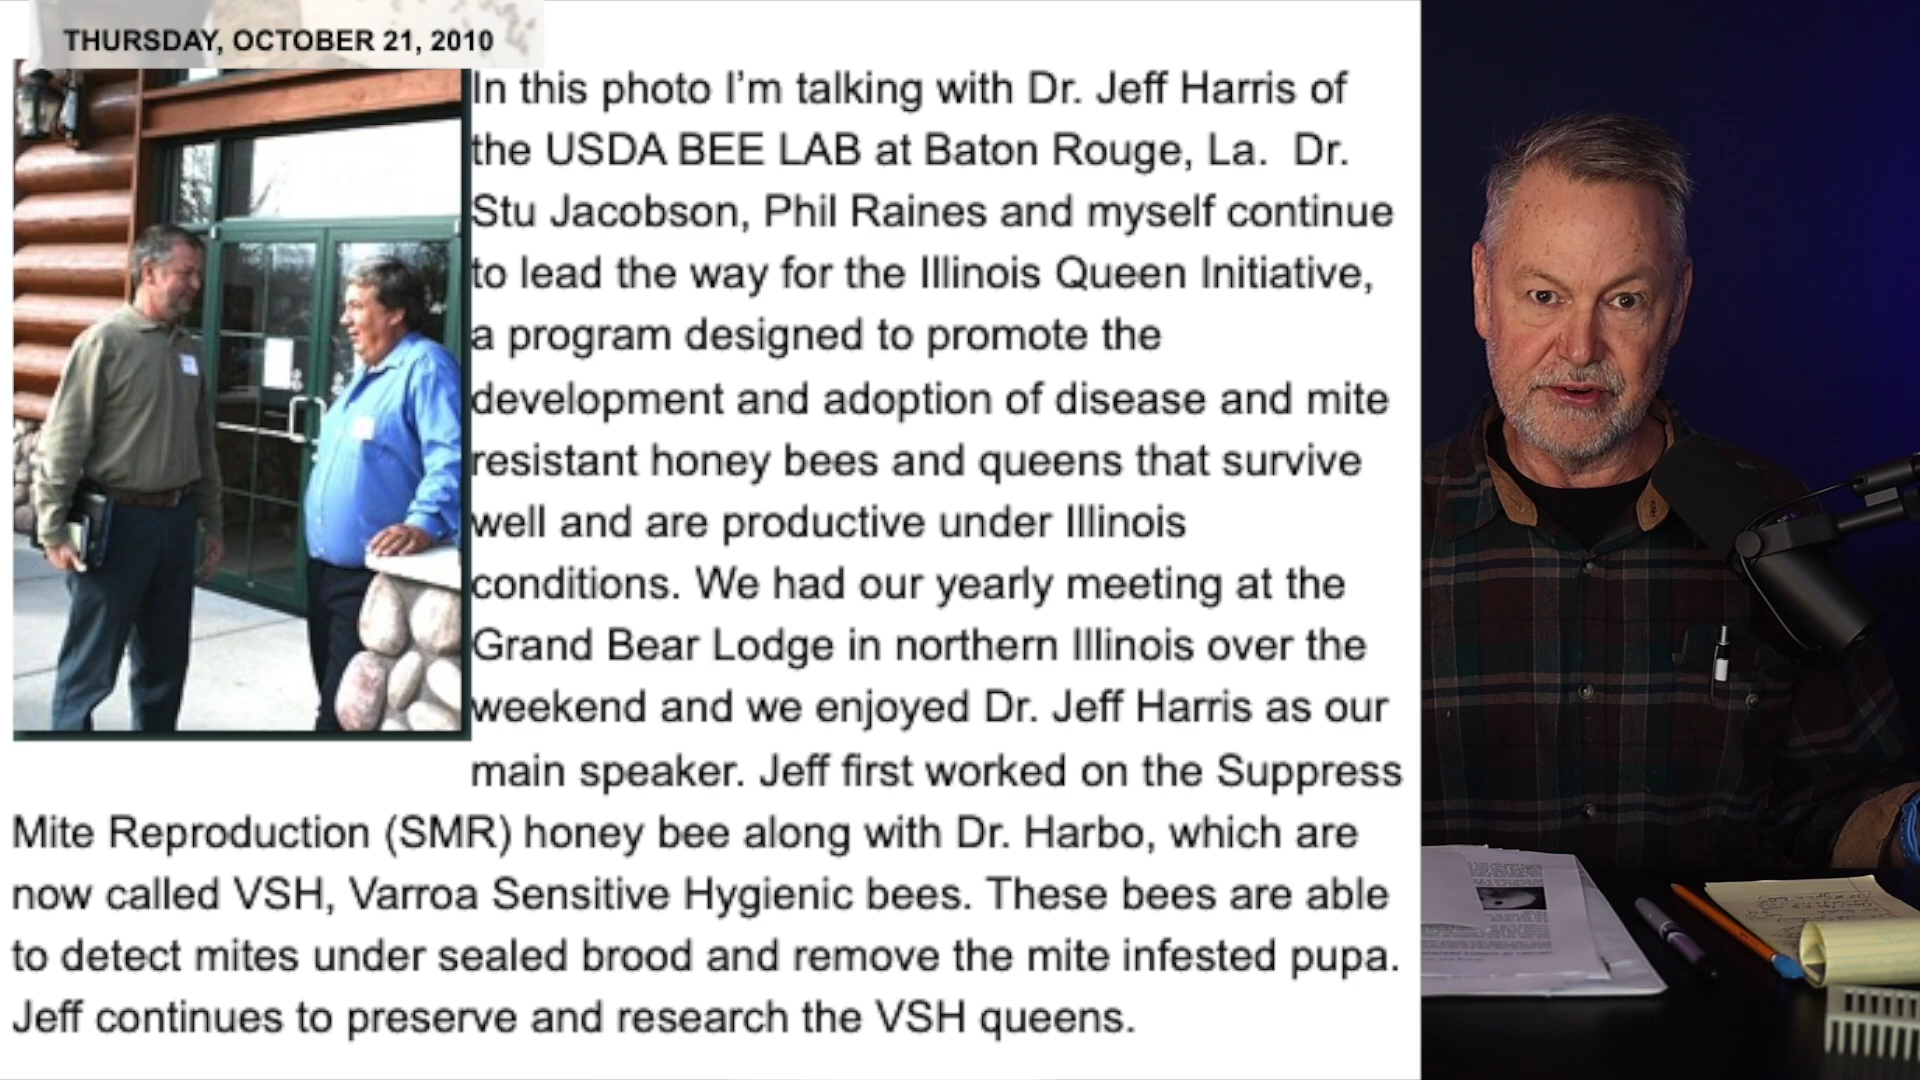 THURSDAY, OCTOBER 21, 2010
In this photo I'm talking with Dr. Jeff Harris of
the USDA BEE LAB at Baton Rouge, La. Dr.
Stu Jacobson, Phil Raines and myself continue
to lead the way for the Illinois Queen Initiative,
a program designed to promote the
development and adoption of disease and mite
resistant honey bees and queens that survive
well and are productive under Illinois
conditions. We had our yearly meeting at the
Grand Bear Lodge in northern Illinois over the
weekend and we enjoyed Dr. Jeff Harris as our
main speaker. Jeff first worked on the Suppress
Mite Reproduction (SMR) honey bee along with Dr. Harbo, which are
now called VSH, Varroa Sensitive Hygienic bees. These bees are able
to detect mites under sealed brood and remove the mite infested pupa.
Jeff continues to preserve and research the VSH queens.